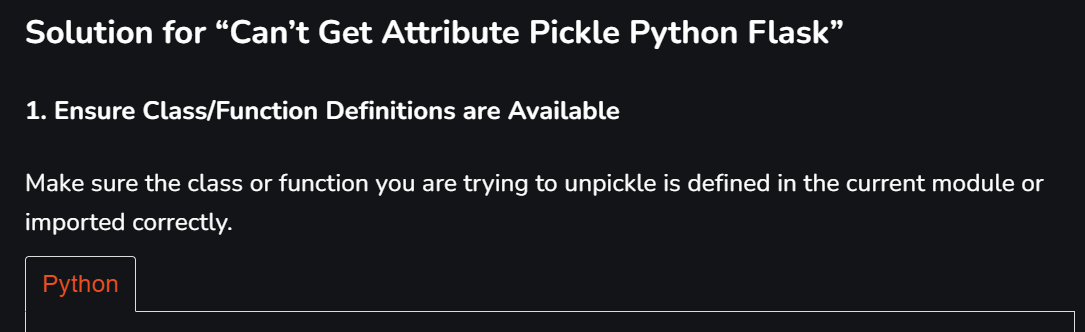 Solution for “Can’t Get Attribute Pickle Python Flask”
1. Ensure Class/Function Definitions are Available
Make sure the class or function you are trying to unpickle is defined in the current module or
imported correctly.
Python